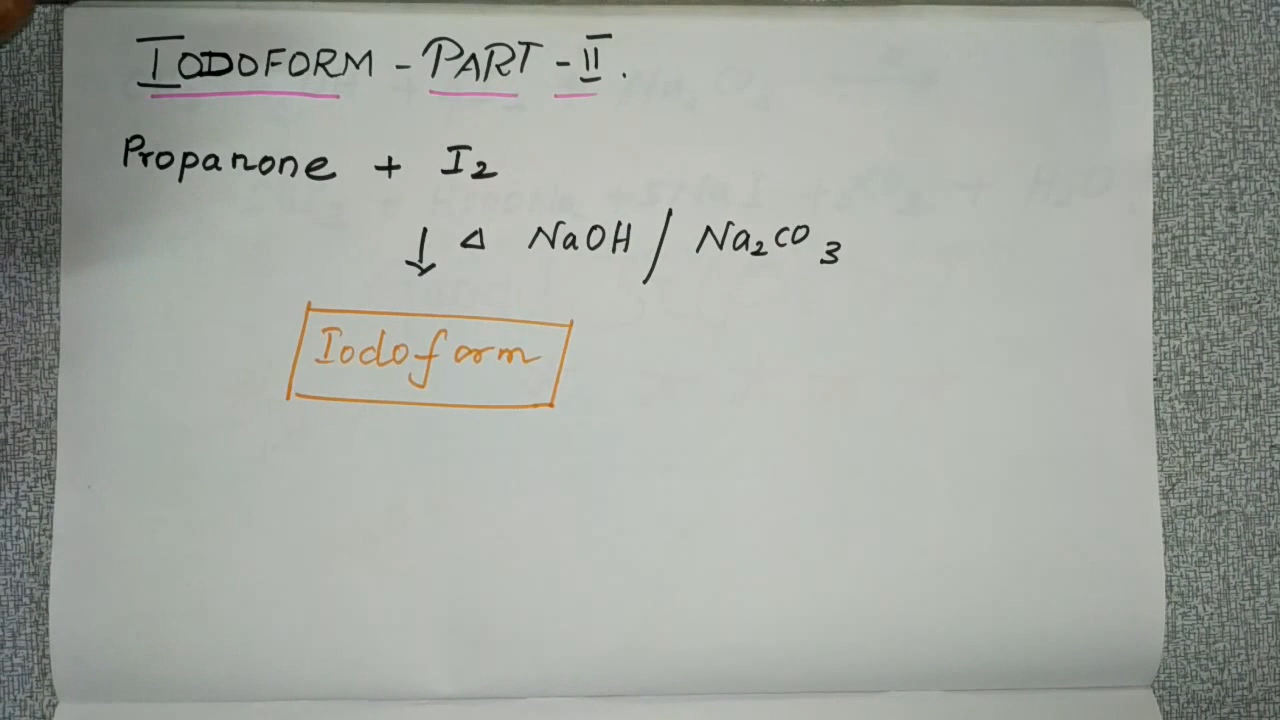 IODOFORM - PART - II.
Propanone + I2
↓ Δ NaOH / Na2CO3
Iodoform